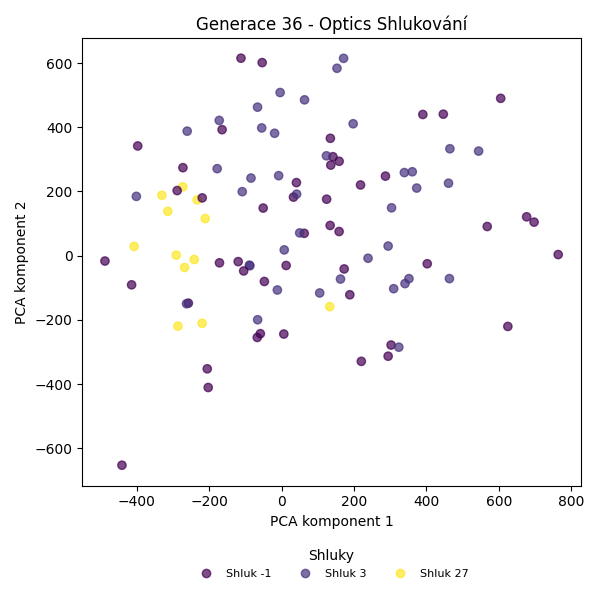 Generace 36 - Optics Shlukování
600
400
200
0
−200
−400
−600
PCA komponent 2
−400 −200 0 200 400 600 800
PCA komponent 1
Shluky
Shluk -1 Shluk 3 Shluk 27